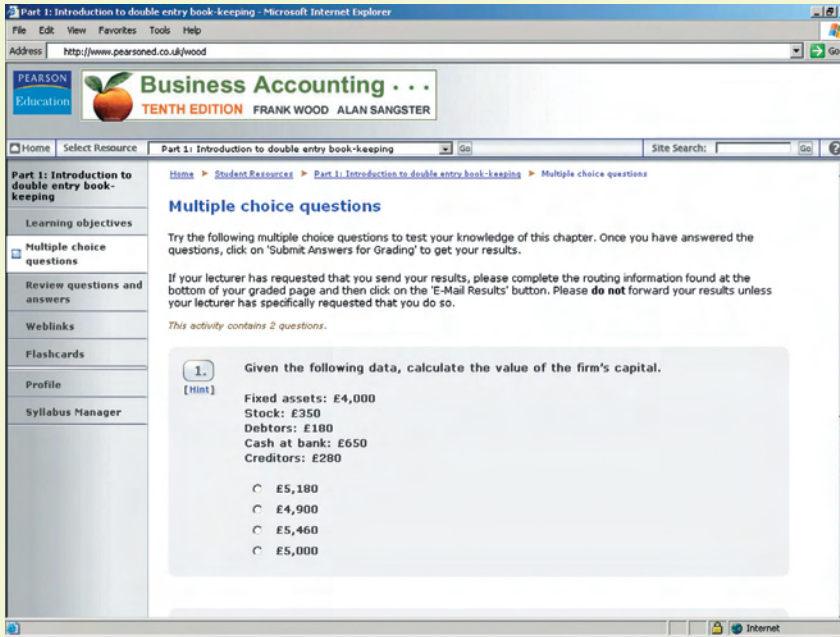 Part 1: Introduction to double entry book-keeping - Microsoft Internet Explorer
File Edit View Favorites Tools Help
Address http://www.pearsoned.co.uk/wood Go
PEARSON
Education
Business Accounting . . .
TENTH EDITION FRANK WOOD ALAN SANGSTER
Home Select Resource Part 1: Introduction to double entry book-keeping Go Site Search: Go ?
Part 1: Introduction to
double entry book-
keeping
Learning objectives
Multiple choice
questions
Review questions and
answers
Weblinks
Flashcards
Profile
Syllabus Manager
Home Student Resources Part 1: Introduction to double entry book-keeping Multiple choice questions
Multiple choice questions
Try the following multiple choice questions to test your knowledge of this chapter. Once you have answered the
questions, click on 'Submit Answers for Grading' to get your results.
If your lecturer has requested that you send your results, please complete the routing information found at the
bottom of your graded page and then click on the 'E-Mail Results' button. Please do not forward your results unless
your lecturer has specifically requested that you do so.
This activity contains 2 questions.
1.
[Hint]
Given the following data, calculate the value of the firm's capital.
Fixed assets: £4,000
Stock: £350
Debtors: £180
Cash at bank: £650
Creditors: £280
£5,180
£4,900
£5,460
£5,000
Internet